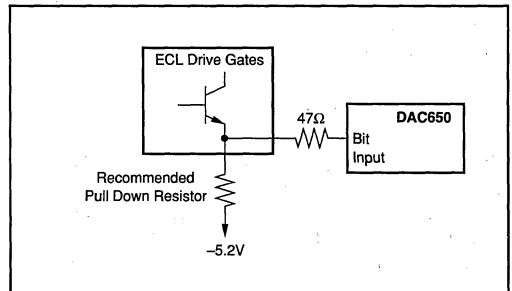 ECL Drive Gates
47Ω
DAC650
Bit
Input
Recommended
Pull Down Resistor
–5.2V